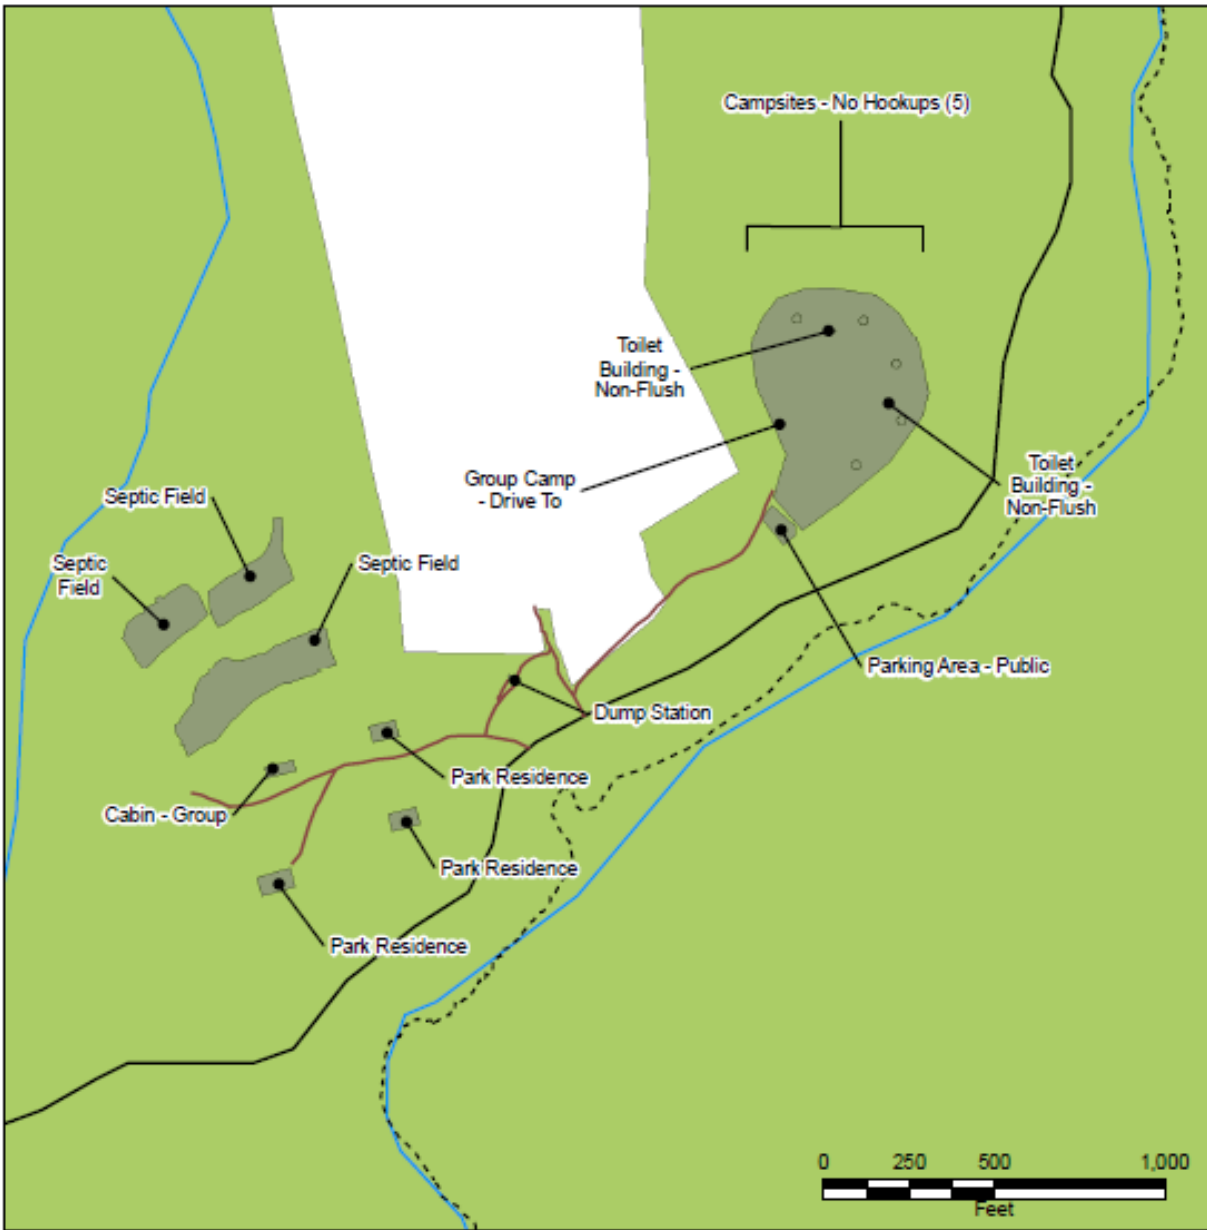 Campsites - No Hookups (5)
Toilet
Building -
Non-Flush
Group Camp
- Drive To
Toilet
Building -
Non-Flush
Septic Field
Septic
Field
Septic Field
Parking Area - Public
Dump Station
Park Residence
Cabin - Group
Park Residence
Park Residence
0 250 500 1,000
Feet